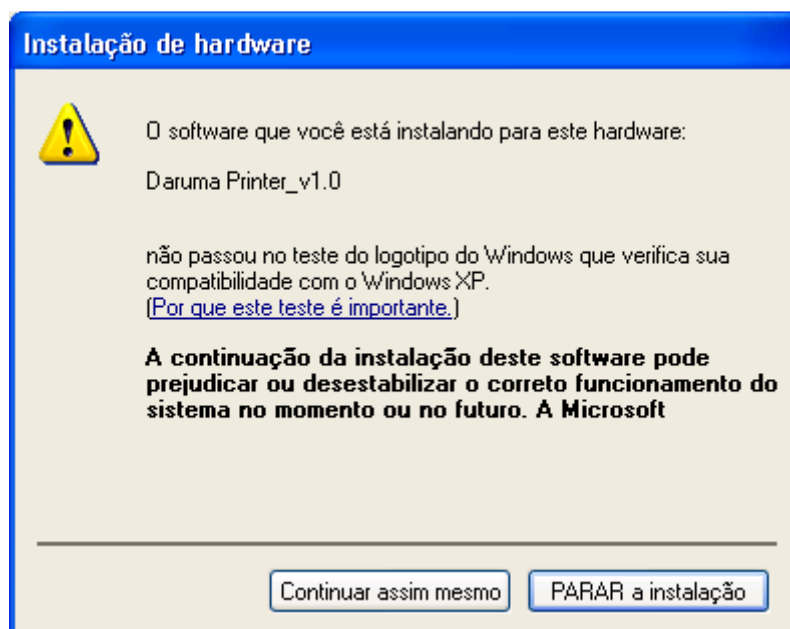 Instalação de hardware
O software que você está instalando para este hardware:
Daruma Printer_v1.0
não passou no teste do logotipo do Windows que verifica sua
compatibilidade com o Windows XP.
(Por que este teste é importante.)
A continuação da instalação deste software pode
prejudicar ou desestabilizar o correto funcionamento do
sistema no momento ou no futuro. A Microsoft
Continuar assim mesmo PARAR a instalação